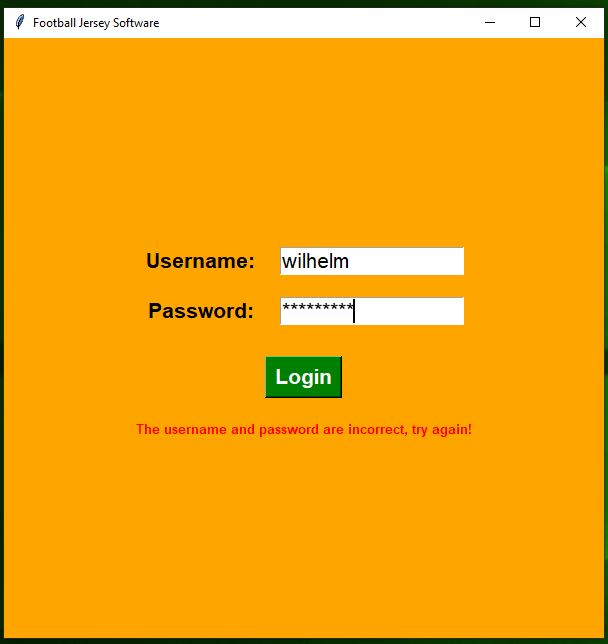 Football Jersey Software
Username: wilhelm
Password: *********
Login
The username and password are incorrect, try again!